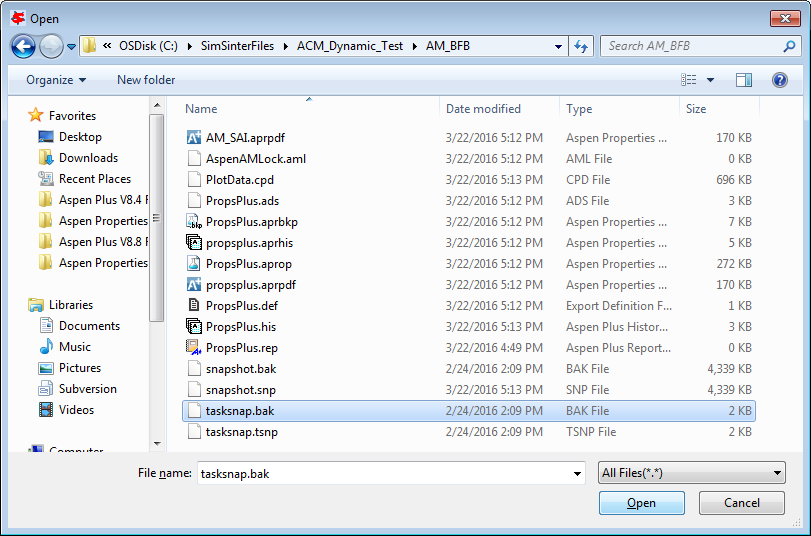 Open
« OSDisk (C:) SimSinterFiles ACM_Dynamic_Test AM_BFB Search AM_BFB
Organize New folder
Name Date modified Type Size
Favorites
Desktop
Downloads
Recent Places
Aspen Plus V8.4 F
Aspen Properties
Aspen Plus V8.8 F
Aspen Properties
Libraries
Documents
Music
Pictures
Subversion
Videos
Computer
AM_SAI.aprpdf 3/22/2016 5:12 PM Aspen Properties ... 170 KB
AspenAMLock.aml 3/22/2016 5:12 PM AML File 0 KB
PlotData.cpd 3/22/2016 5:13 PM CPD File 696 KB
PropsPlus.ads 3/22/2016 5:12 PM ADS File 3 KB
PropsPlus.aprbkp 3/22/2016 5:12 PM Aspen Properties ... 7 KB
propsplus.aprhis 3/22/2016 5:12 PM Aspen Properties ... 5 KB
PropsPlus.aprop 3/22/2016 5:12 PM Aspen Properties ... 272 KB
propsplus.aprpdf 3/22/2016 5:12 PM Aspen Properties ... 170 KB
PropsPlus.def 3/22/2016 5:12 PM Export Definition F... 1 KB
PropsPlus.his 3/22/2016 5:13 PM Aspen Plus Histor... 3 KB
PropsPlus.rep 3/22/2016 4:49 PM Aspen Plus Report... 0 KB
snapshot.bak 2/24/2016 2:09 PM BAK File 4,339 KB
snapshot.snp 3/22/2016 5:13 PM SNP File 4,339 KB
tasksnap.bak 2/24/2016 2:09 PM BAK File 2 KB
tasksnap.tsnp 2/24/2016 2:09 PM TSNP File 2 KB
File name: tasksnap.bak All Files(*.*)
Open Cancel